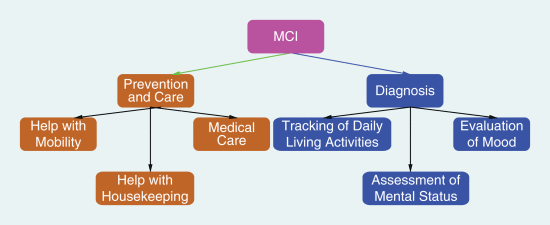 MCI
Prevention
and Care
Diagnosis
Help with
Mobility
Medical
Care
Tracking of Daily
Living Activities
Evaluation
of Mood
Help with
Housekeeping
Assessment of
Mental Status